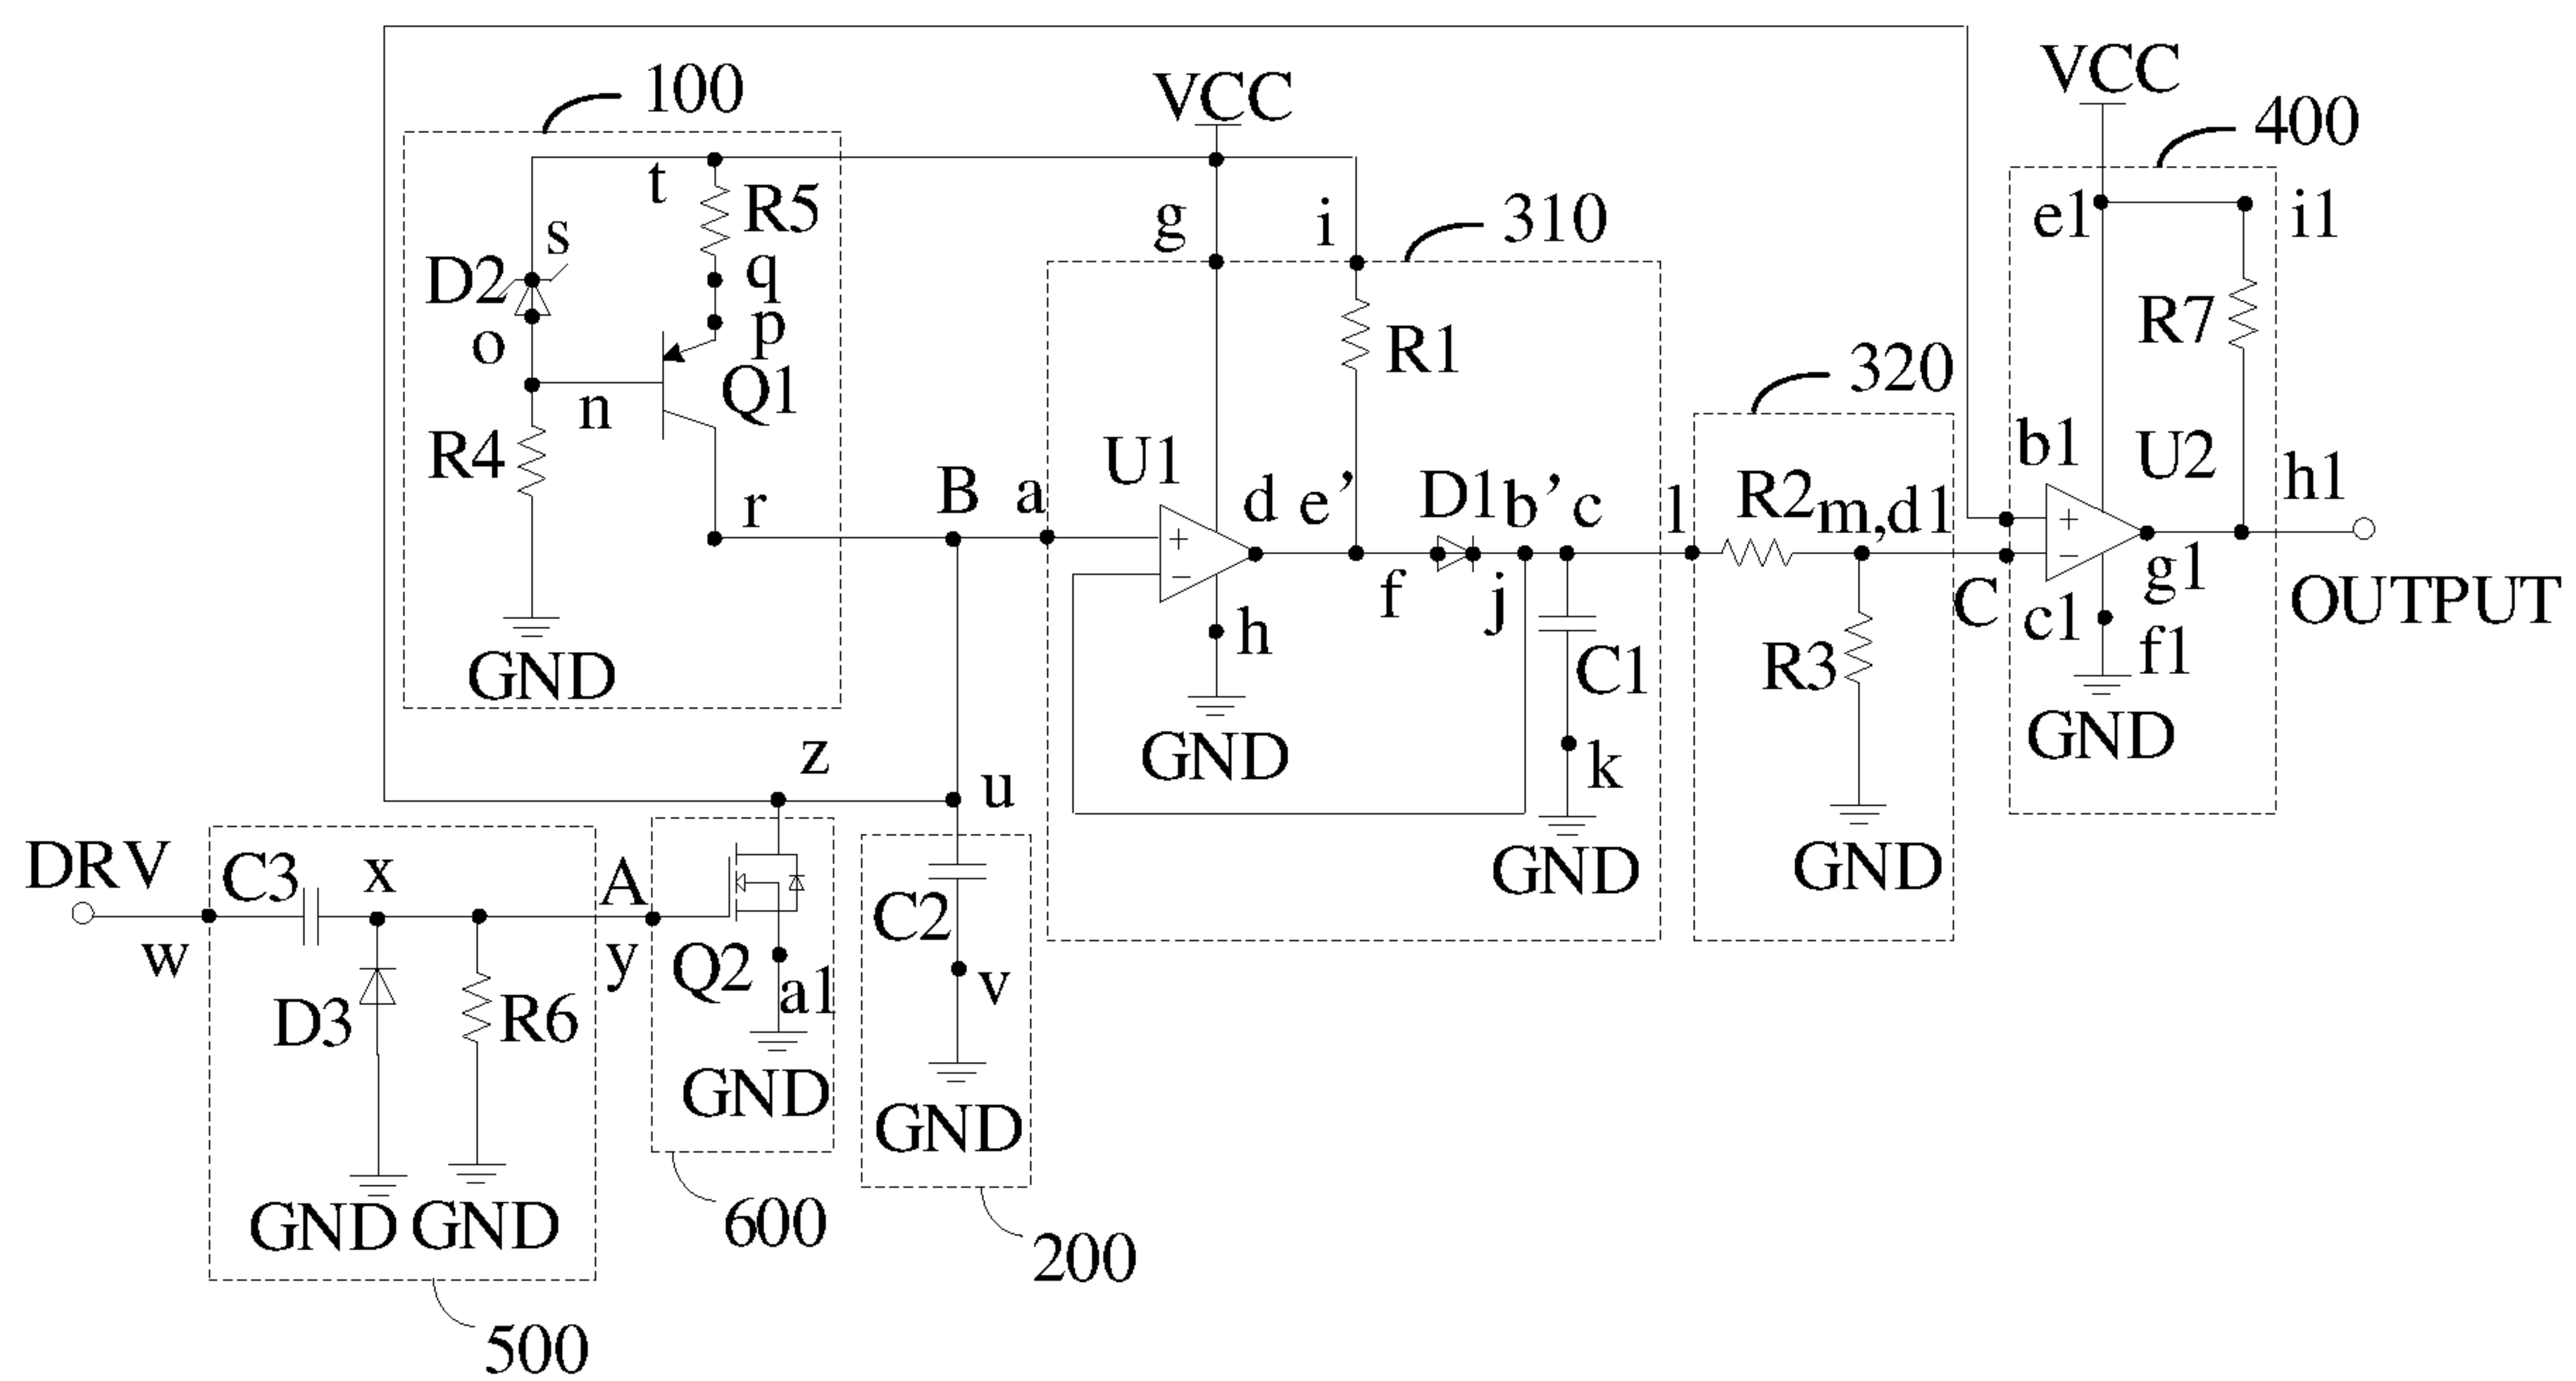 VCC
VCC
100
400
t
R5
g
i
310
e1
i1
s
D2
q
p
o
R1
R7
320
Q1
n
R4
U1
b1
U2
r
B
a
d
e’
D1
b’
c
l
R2
m,d1
h1
f
j
C
c1
g1
OUTPUT
h
C1
R3
f1
GND
GND
k
GND
z
u
DRV
C3
x
A
C2
GND
GND
w
y
Q2
a1
v
D3
R6
GND
GND
GND
GND
600
200
500